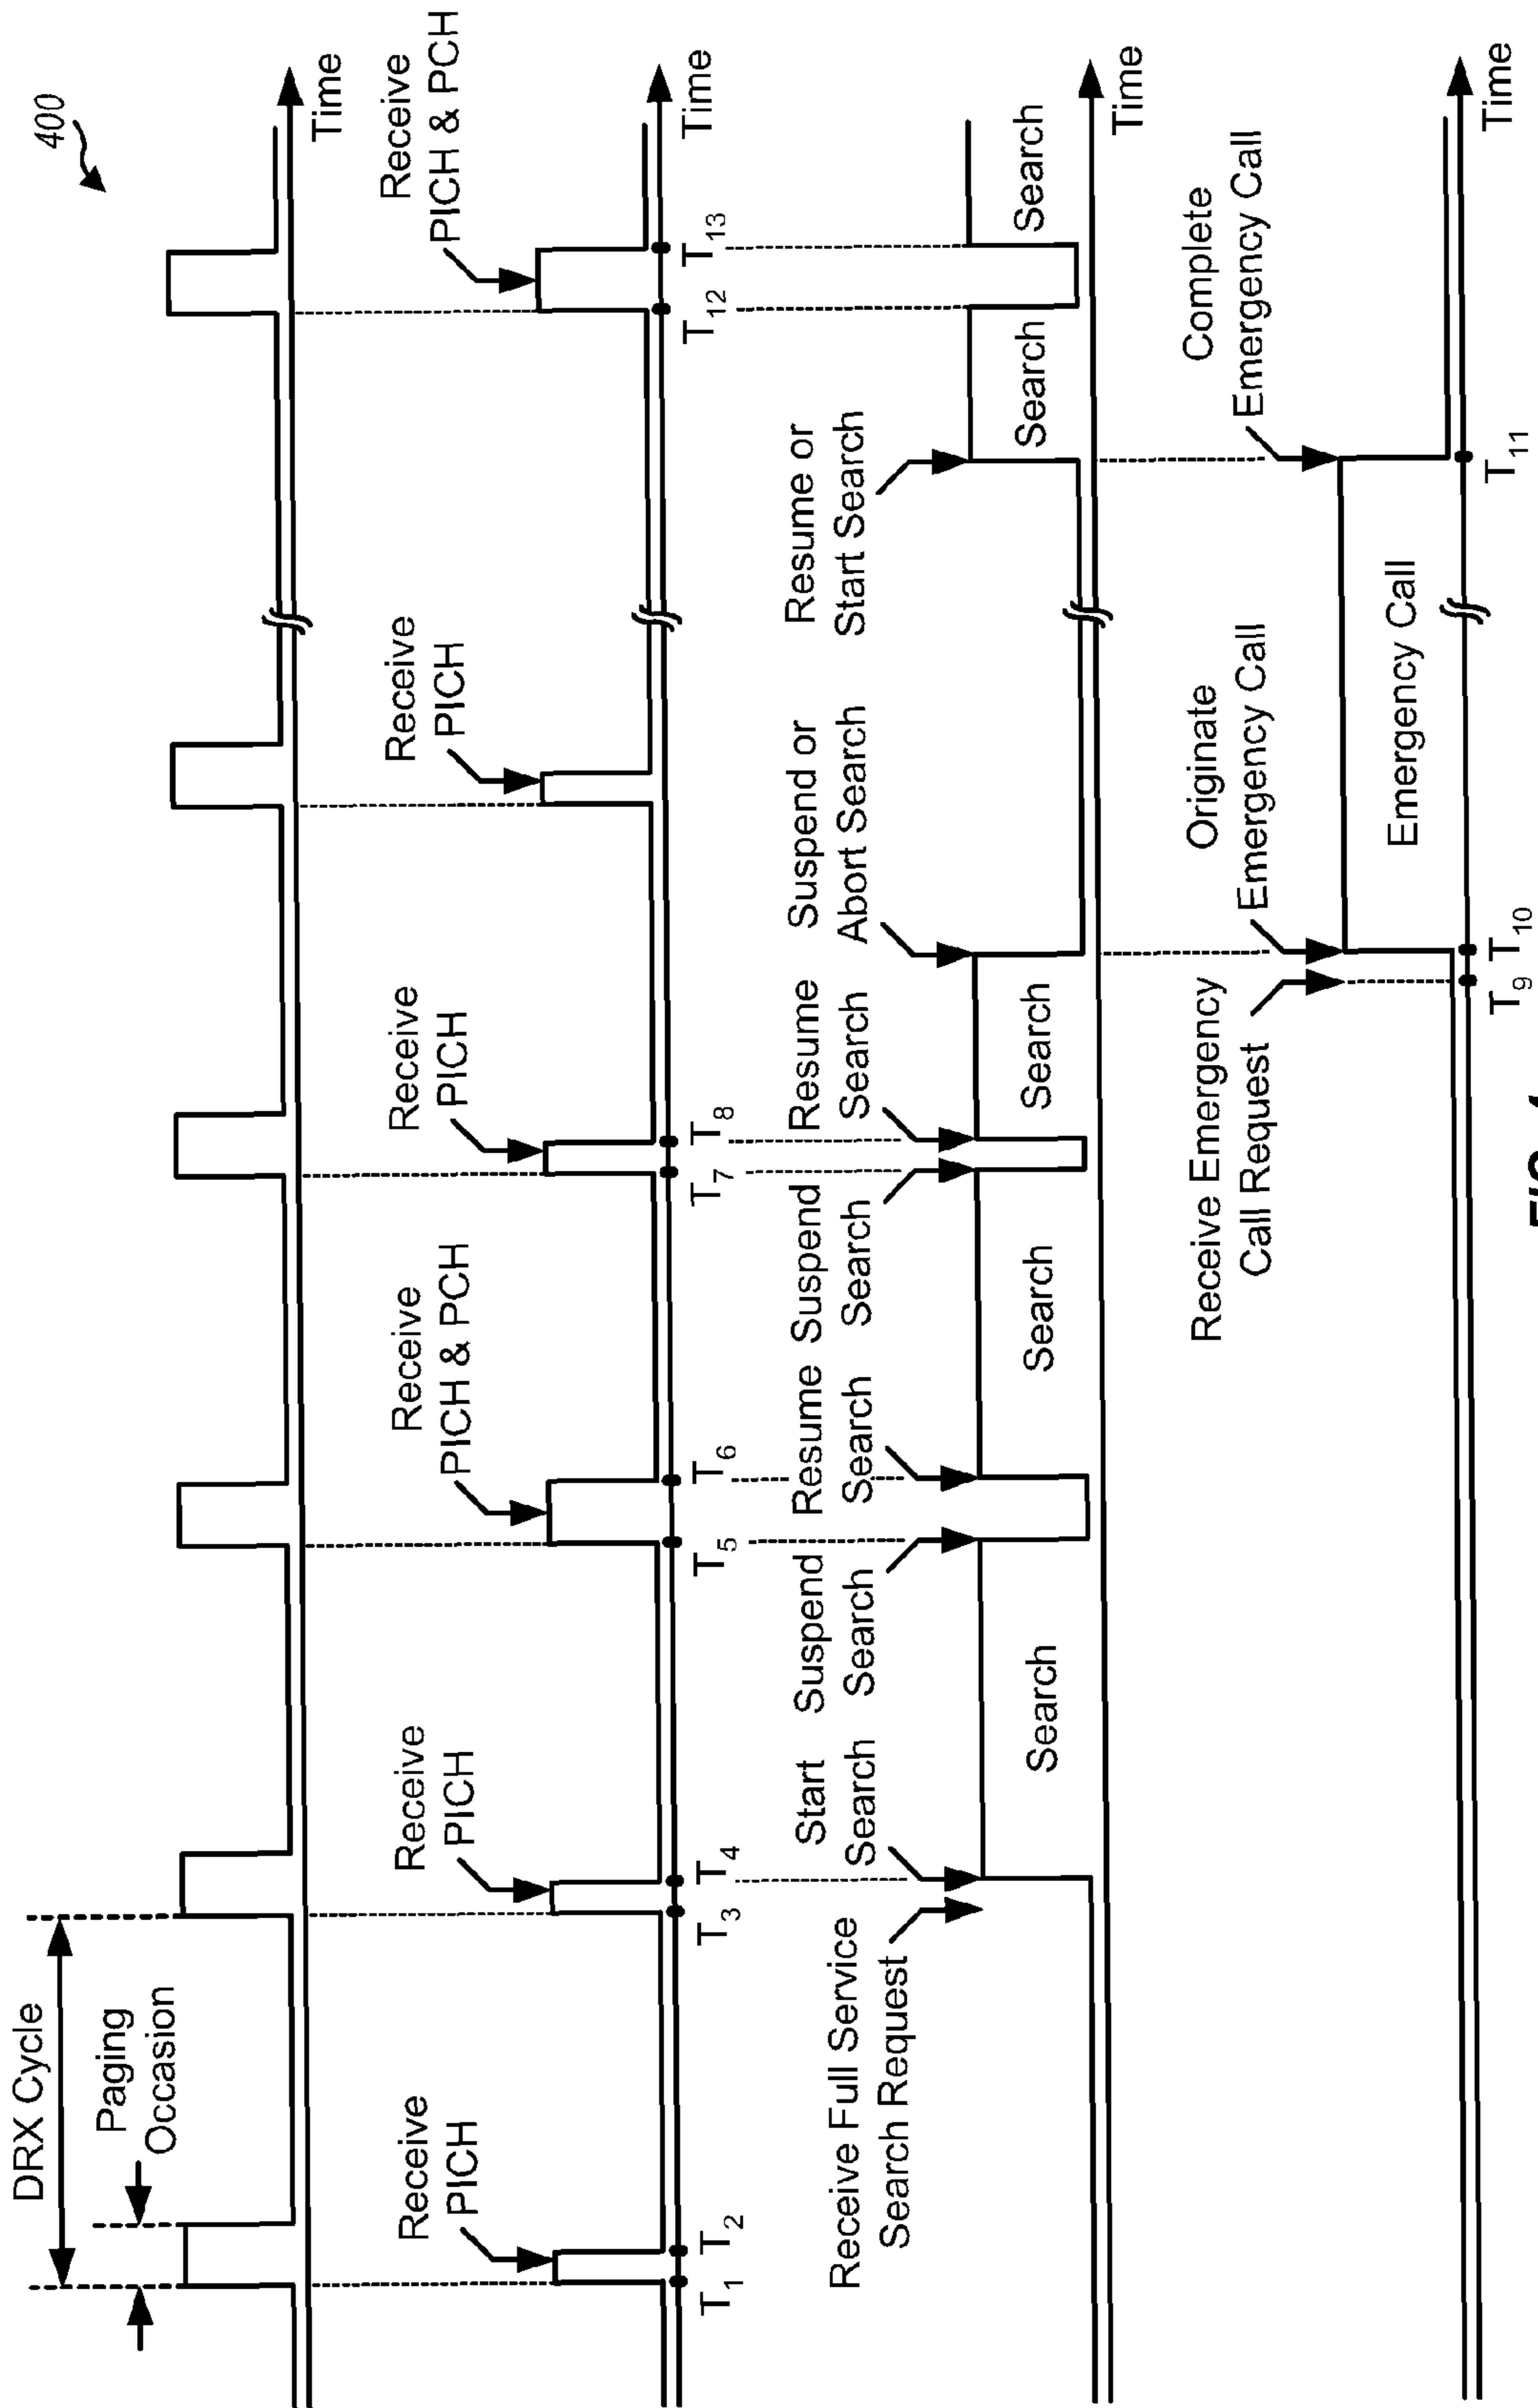 400
DRX Cycle
Paging
Occasion
Time
Receive
PICH
Receive
PICH
Receive
PICH & PCH
Receive
PICH
Receive
PICH
Receive
PICH & PCH
Time
T1
T2
T3
T4
T5
T6
T7
T8
T12
T13
Receive Full Service
Search Request
Start
Search
Suspend
Search
Resume
Search
Suspend
Search
Resume
Search
Suspend or
Abort Search
Resume or
Start Search
Search
Search
Search
Search
Search
Time
Receive Emergency
Call Request
Originate
Emergency Call
Complete
Emergency Call
Emergency Call
T9
T10
T11
Time